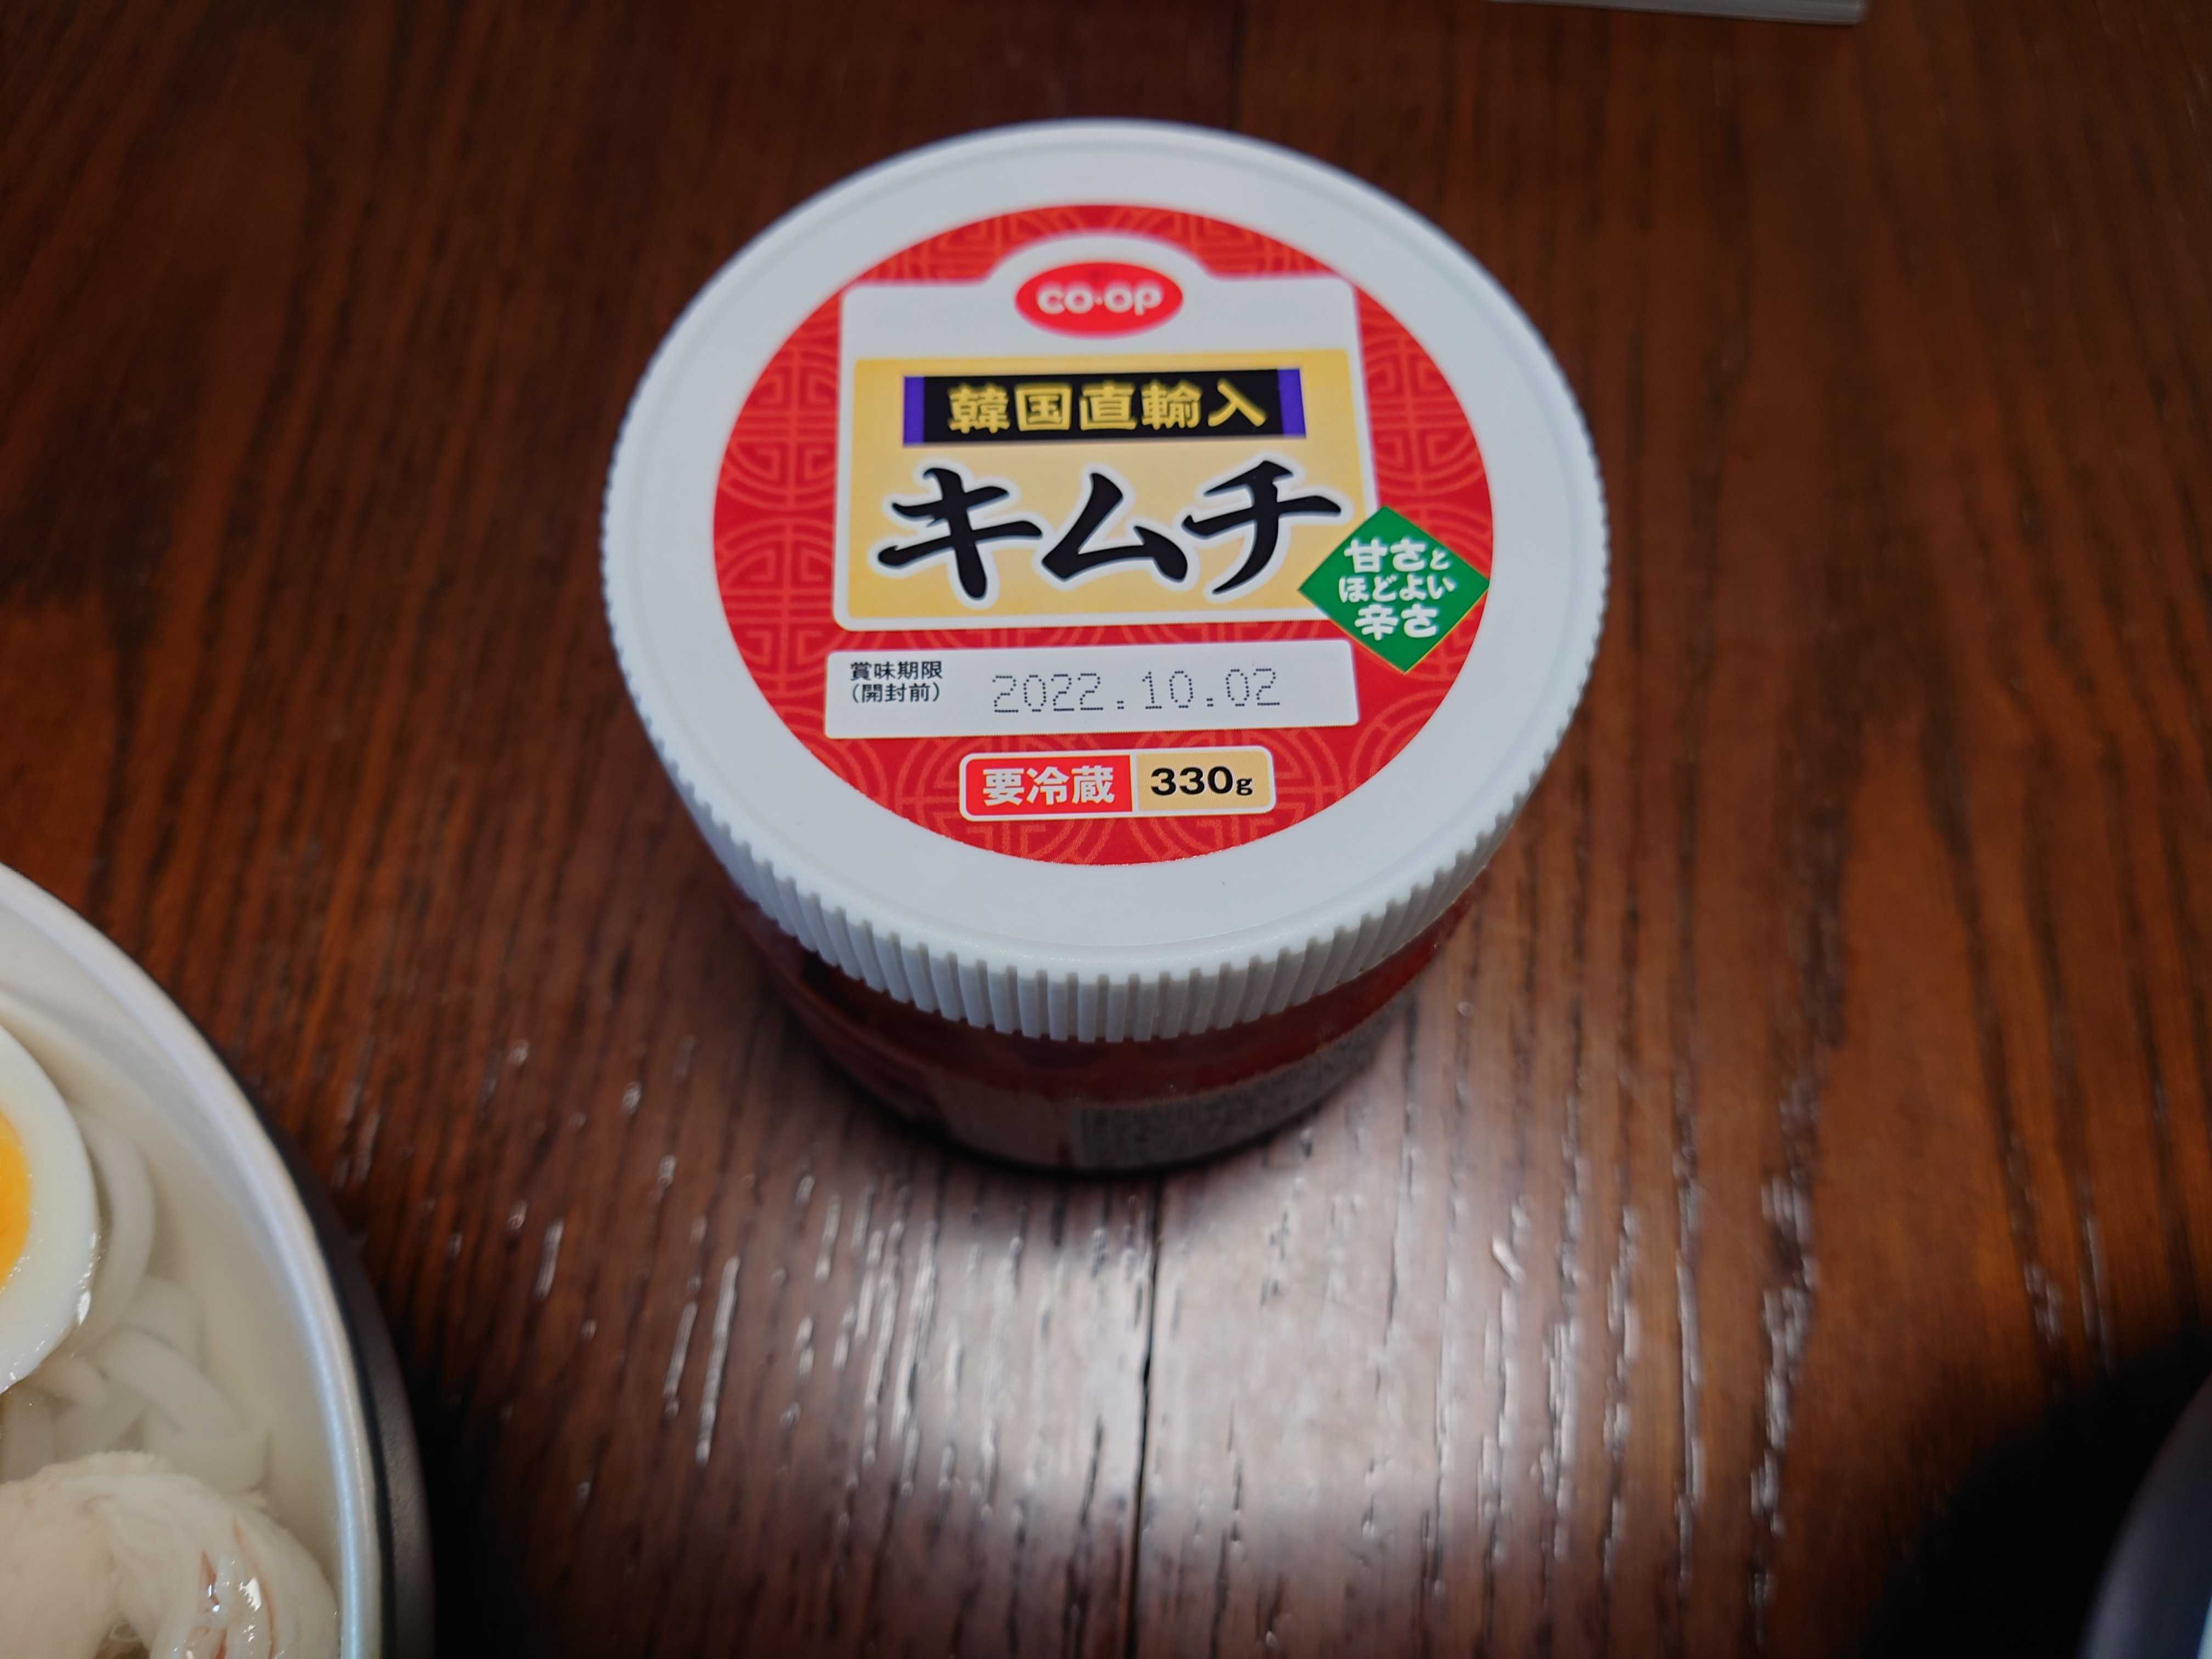 co·op
韓国直輸入
キムチ
甘さと
ほどよい
辛さ
賞味期限
（開封前）
2022.10.02
要冷蔵 330g